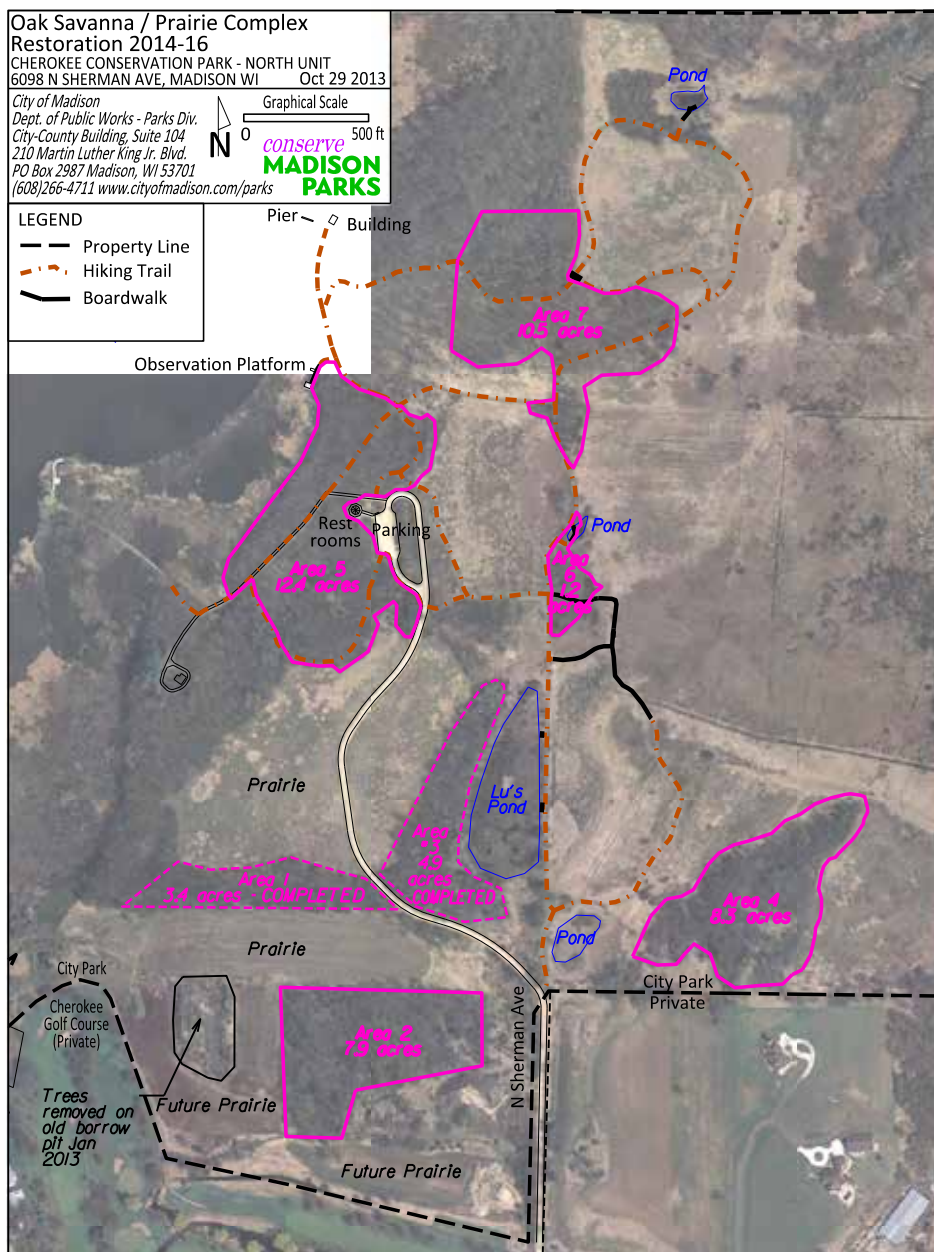 Oak Savanna / Prairie Complex
Restoration 2014-16
CHEROKEE CONSERVATION PARK - NORTH UNIT
6098 N SHERMAN AVE, MADISON WI Oct 29 2013
City of Madison
Dept. of Public Works - Parks Div.
City-County Building, Suite 104
210 Martin Luther King Jr. Blvd.
PO Box 2987 Madison, WI 53701
(608)266-4711 www.cityofmadison.com/parks
N
Graphical Scale
0 500 ft
conserve
MADISON
PARKS
LEGEND
Property Line
Hiking Trail
Boardwalk
Pond
Pier
Building
Area 7
10.5 acres
Observation Platform
Rest
rooms
Parking
Pond
Area 5
12.4 acres
Area
6
1.2
acres
Prairie
Lu's
Pond
Area
3
4.9
acres
COMPLETED
Area 1
3.4 acres COMPLETED
Area 4
8.3 acres
Pond
Prairie
City Park
Cherokee
Golf Course
(Private)
City Park
Private
N Sherman Ave
Area 2
7.9 acres
Trees
removed on
old borrow
pit Jan
2013
Future Prairie
Future Prairie